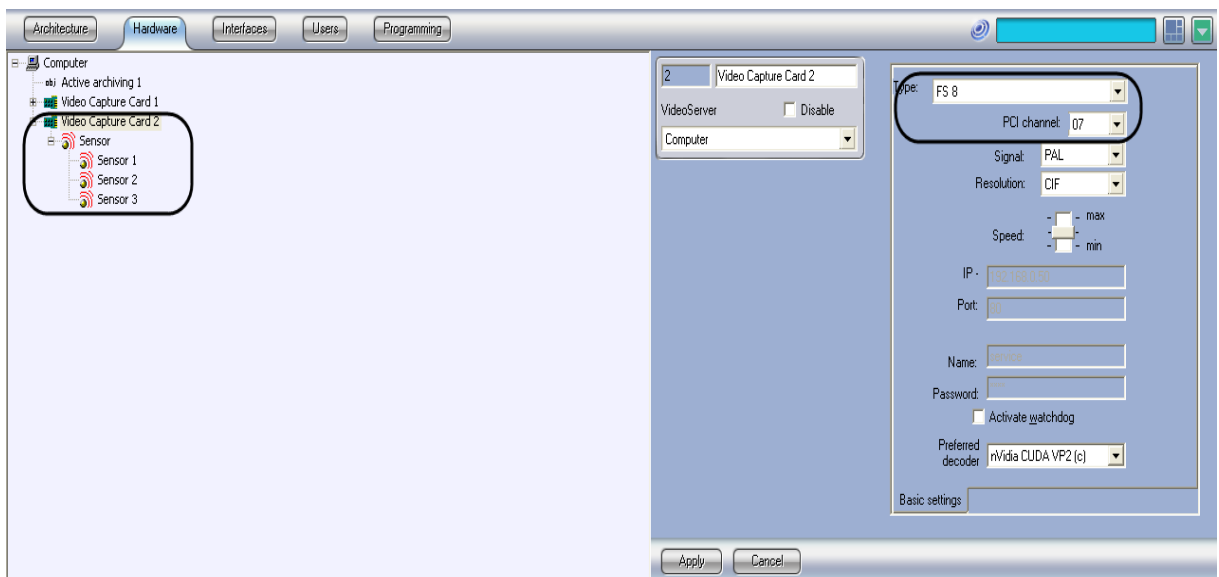 Architecture Hardware Interfaces Users Programming
Computer
Active archiving 1
Video Capture Card 1
Video Capture Card 2
Sensor
Sensor 1
Sensor 2
Sensor 3
2 Video Capture Card 2
VideoServer Disable
Computer
Type: FS 8
PCI channel: 07
Signal: PAL
Resolution: CIF
max
Speed:
min
IP -
Port:
Name:
Password:
Activate watchdog
Preferred
decoder nVidia CUDA VP2 (c)
Basic settings
Apply Cancel